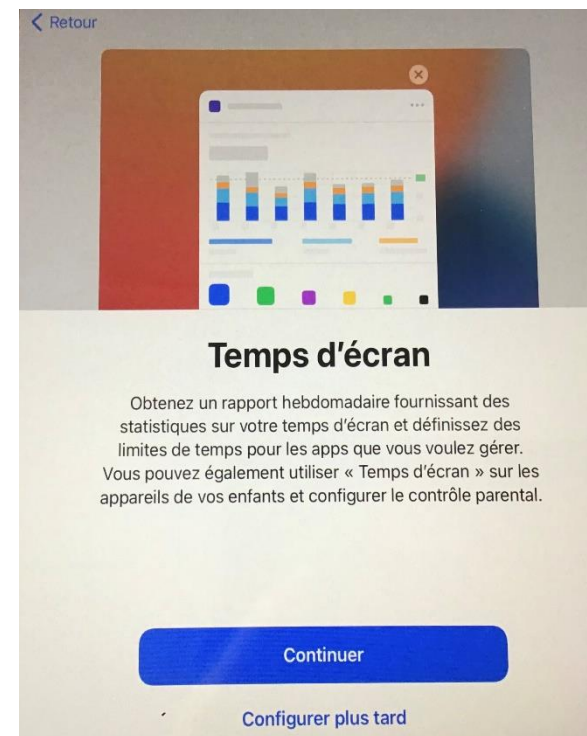 Retour
Temps d'écran
Obtenez un rapport hebdomadaire fournissant des
statistiques sur votre temps d'écran et définissez des
limites de temps pour les apps que vous voulez gérer.
Vous pouvez également utiliser « Temps d'écran » sur les
appareils de vos enfants et configurer le contrôle parental.
Continuer
Configurer plus tard